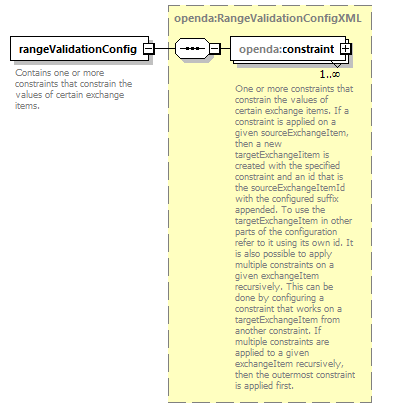 openda:RangeValidationConfigXML
rangeValidationConfig
openda:constraint
1..∞
Contains one or more
constraints that constrain the
values of certain exchange
items.
One or more constraints that
constrain the values of
certain exchange items. If a
constraint is applied on a
given sourceExchangeItem,
then a new
targetExchangeIitem is
created with the specified
constraint and an id that is
the sourceExchangeItemId
with the configured suffix
appended. To use the
targetExchangeItem in other
parts of the configuration
refer to it using its own id. It
is also possible to apply
multiple constraints on a
given exchangeItem
recursively. This can be
done by configuring a
constraint that works on a
targetExchangeItem from
another constraint. If
multiple constraints are
applied to a given
exchangeItem recursively,
then the outermost constraint
is applied first.